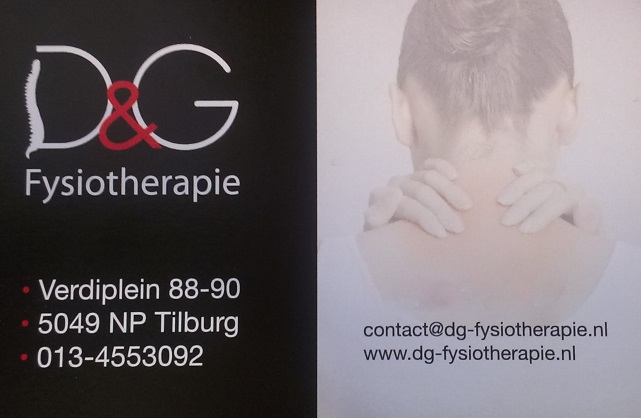 D&G
Fysiotherapie
• Verdiplein 88-90
• 5049 NP Tilburg
• 013-4553092
contact@dg-fysiotherapie.nl
www.dg-fysiotherapie.nl